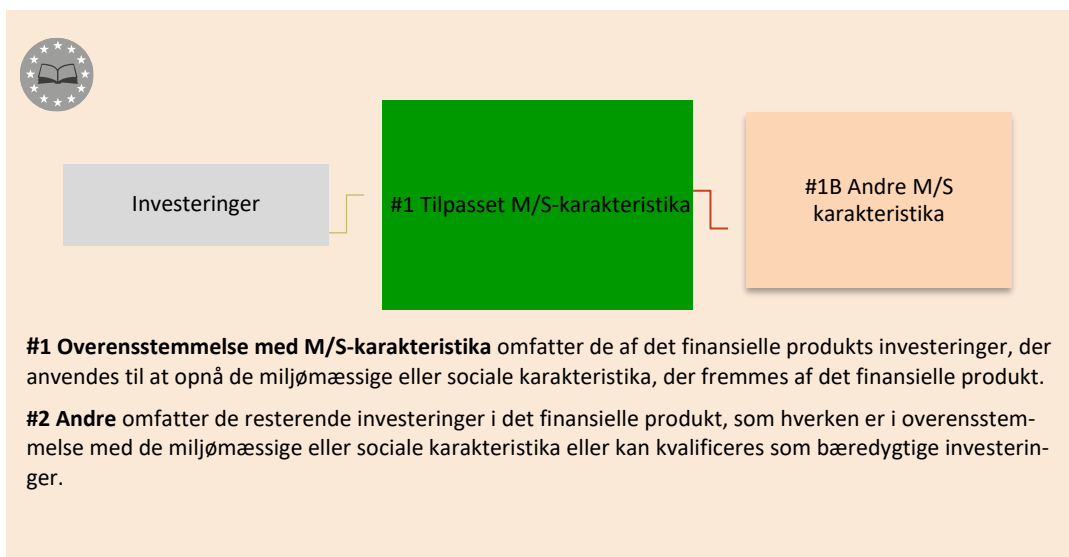 Investeringer
#1 Tilpasset M/S-karakteristika
#1B Andre M/S
karakteristika
#1 Overensstemmelse med M/S-karakteristika omfatter de af det finansielle produkts investeringer, der
anvendes til at opnå de miljømæssige eller sociale karakteristika, der fremmes af det finansielle produkt.
#2 Andre omfatter de resterende investeringer i det finansielle produkt, som hverken er i overensstem-
melse med de miljømæssige eller sociale karakteristika eller kan kvalificeres som bæredygtige investerin-
ger.